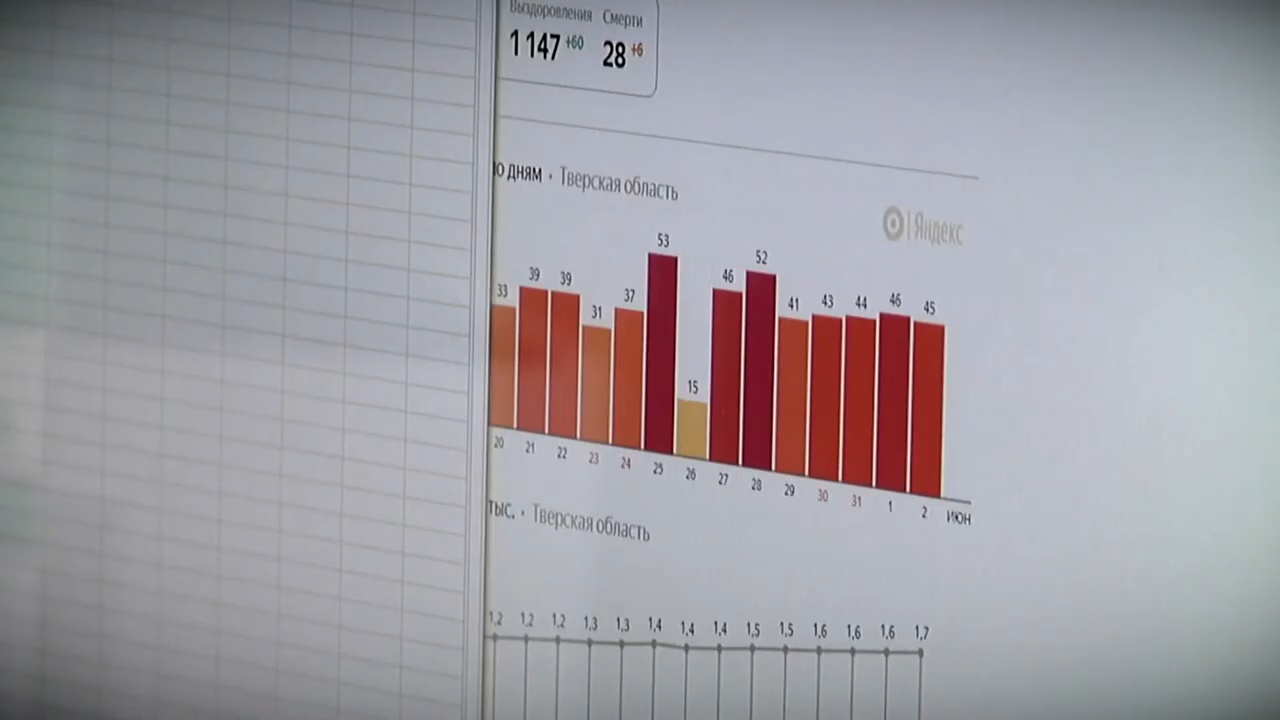 Выздоровления Смерти
1 147 +60 28 +6
о дням · Тверская область
Яндекс
33 39 39 31 37 53 15 46 52 41 43 44 46 45
20 21 22 23 24 25 26 27 28 29 30 31 1 2 ИЮН
тыс. · Тверская область
1,2 1,2 1,2 1,3 1,3 1,4 1,4 1,4 1,5 1,5 1,6 1,6 1,6 1,7